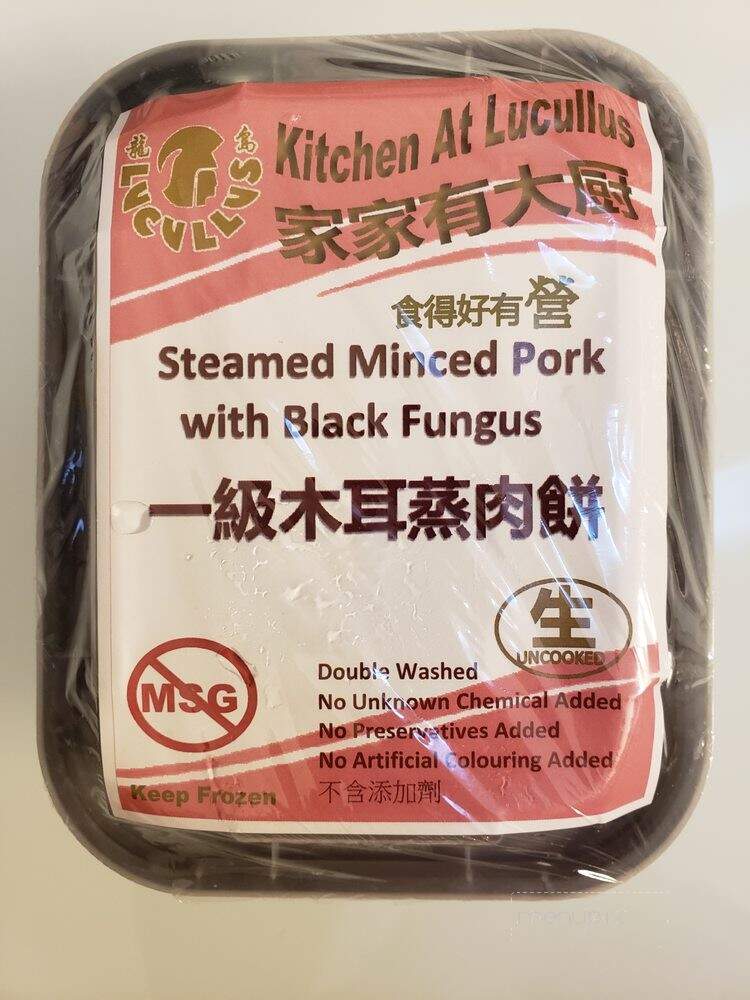 龍島
LUCULLUS
Kitchen At Lucullus
家家有大厨
食得好有營
Steamed Minced Pork
with Black Fungus
一級木耳蒸肉餅
生
UNCOOKED
MSG
Double Washed
No Unknown Chemical Added
No Preservatives Added
No Artificial Colouring Added
不含添加劑
Keep Frozen